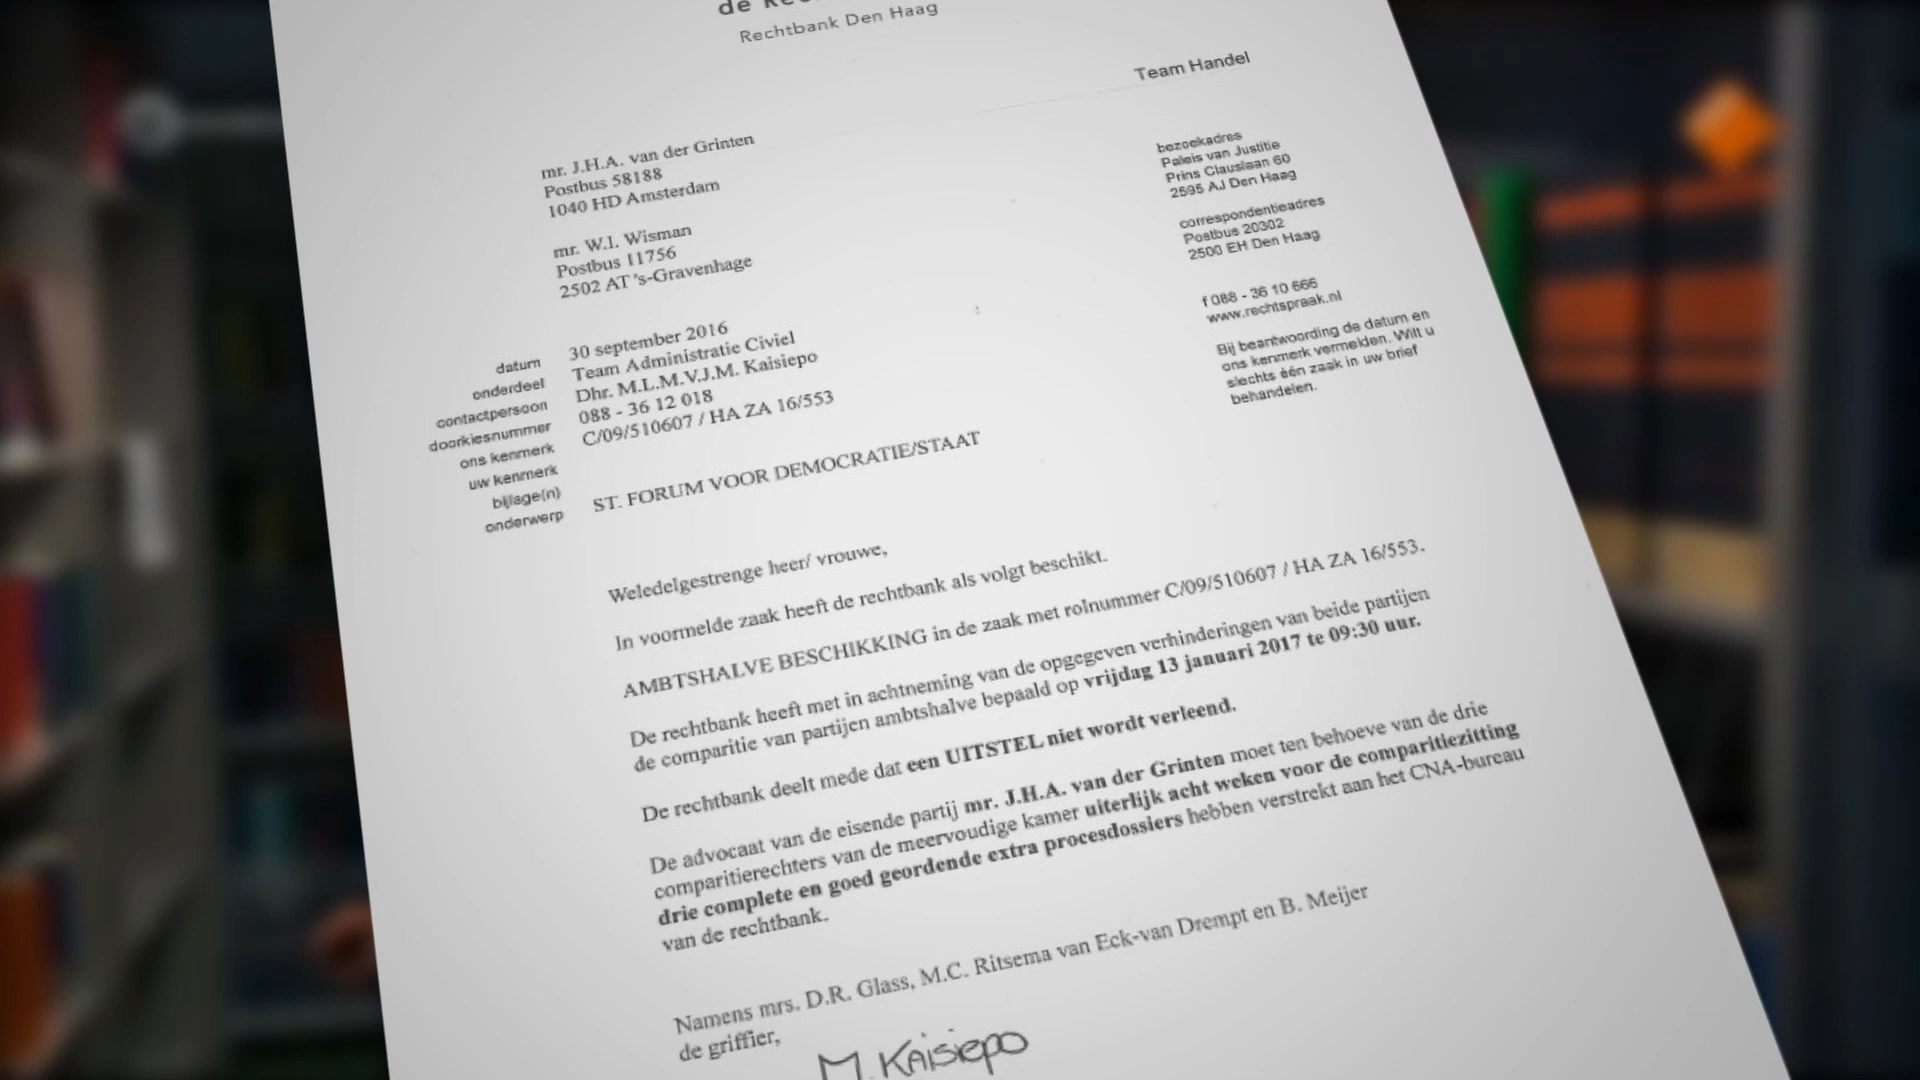 Rechtbank Den Haag
Team Handel
mr. J.H.A. van der Grinten
Postbus 58188
1040 HD Amsterdam
mr. W.I. Wisman
Postbus 11756
2502 AT 's-Gravenhage
bezoekadres
Paleis van Justitie
Prins Clauslaan 60
2595 AJ Den Haag
correspondentieadres
Postbus 20302
2500 EH Den Haag
f 088 - 36 10 666
www.rechtspraak.nl
Bij beantwoording de datum en
ons kenmerk vermelden. Wilt u
slechts één zaak in uw brief
behandelen.
datum 30 september 2016
onderdeel Team Administratie Civiel
contactpersoon Dhr. M.L.M.V.J.M. Kaisiepo
doorkiesnummer 088 - 36 12 018
ons kenmerk C/09/510607 / HA ZA 16/553
uw kenmerk
bijlage(n)
onderwerp ST. FORUM VOOR DEMOCRATIE/STAAT
Weledelgestrenge heer/ vrouwe,
In voormelde zaak heeft de rechtbank als volgt beschikt.
AMBTSHALVE BESCHIKKING in de zaak met rolnummer C/09/510607 / HA ZA 16/553.
De rechtbank heeft met in achtneming van de opgegeven verhinderingen van beide partijen
de comparitie van partijen ambtshalve bepaald op vrijdag 13 januari 2017 te 09:30 uur.
De rechtbank deelt mede dat een UITSTEL niet wordt verleend.
De advocaat van de eisende partij mr. J.H.A. van der Grinten moet ten behoeve van de drie
comparitierechters van de meervoudige kamer uiterlijk acht weken voor de comparitiezitting
drie complete en goed geordende extra procesdossiers hebben verstrekt aan het CNA-bureau
van de rechtbank.
Namens mrs. D.R. Glass, M.C. Ritsema van Eck-van Drempt en B. Meijer
de griffier,
M. Kaisiepo